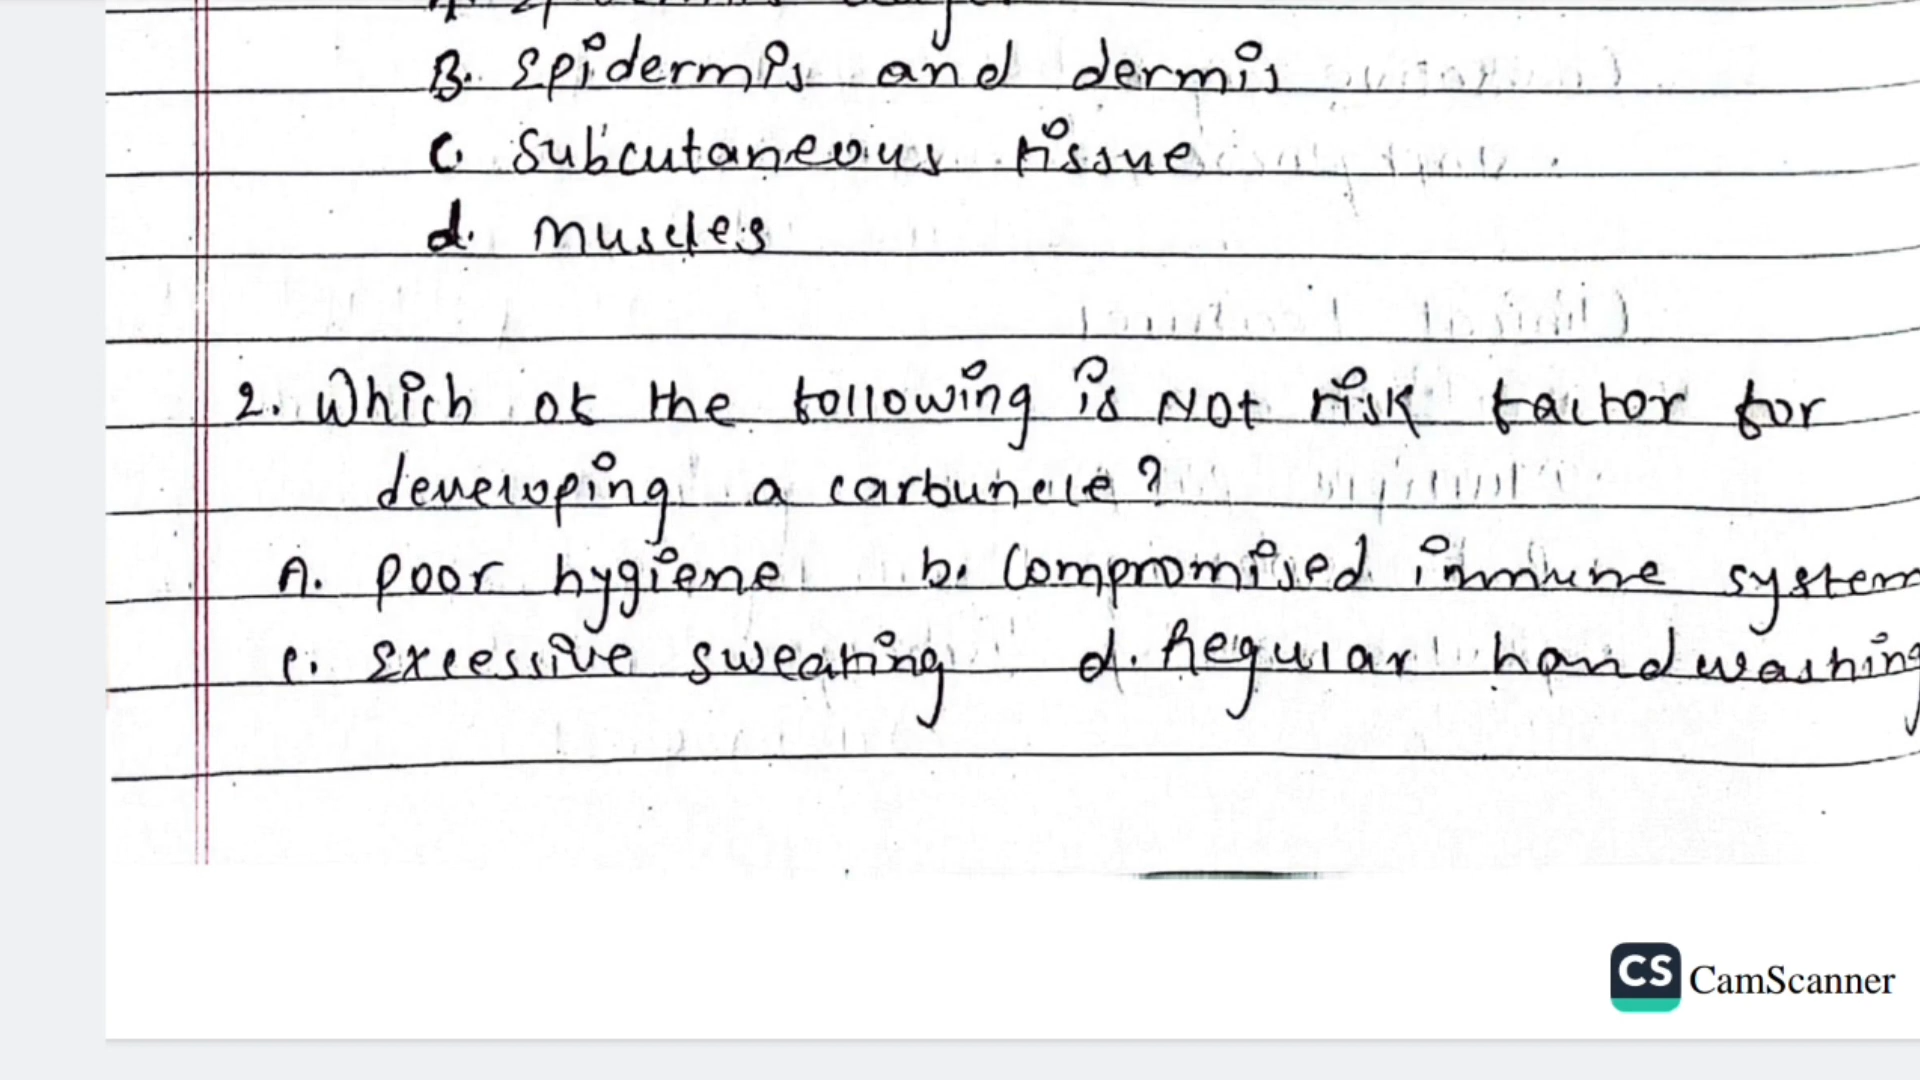 B. Epidermis and dermis
C. Subcutaneous tissue
d. muscles
2. Which of the following is Not risk factor for
developing a carbuncle?
A. poor hygiene b. Compromised immune system
c. Excessive sweating d. Regular handwashing
CS CamScanner